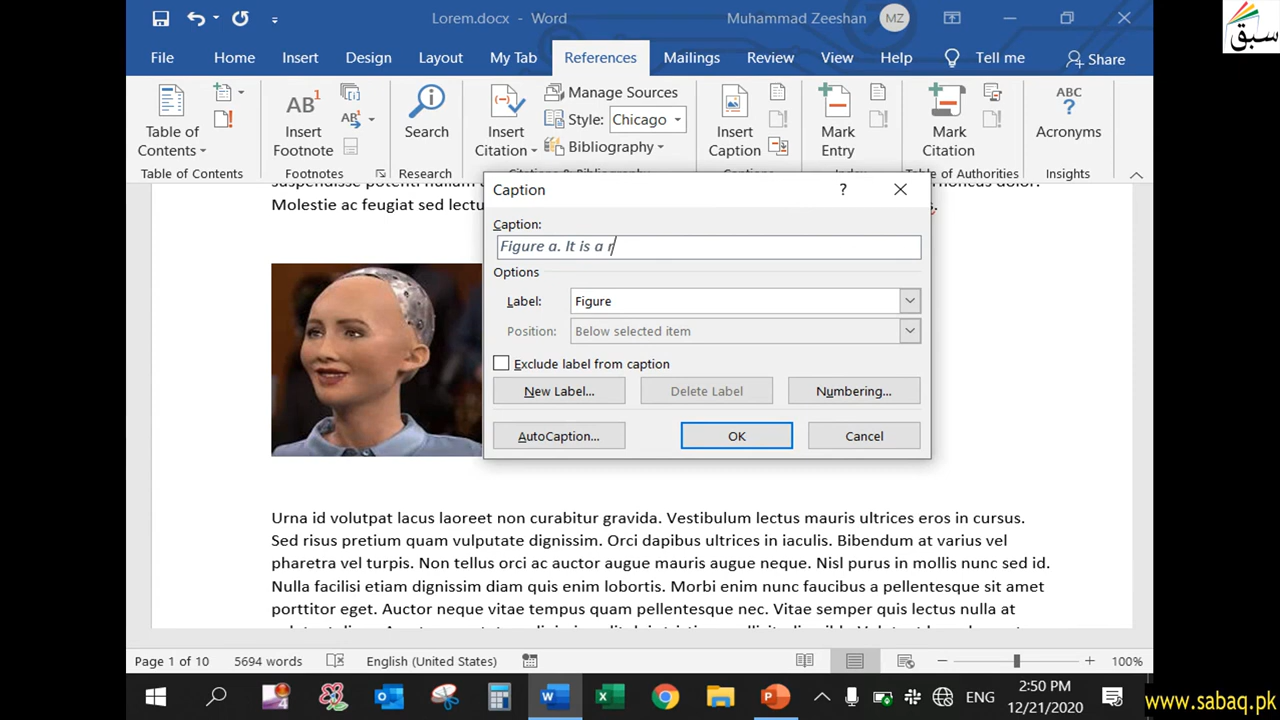 Lorem.docx - Word
Muhammad Zeeshan
MZ
سبق
File Home Insert Design Layout My Tab References Mailings Review View Help Tell me Share
Table of Contents
AB1 Insert Footnote
AB
Search
Insert Citation
Manage Sources
Style: Chicago
Bibliography
Insert Caption
Mark Entry
Mark Citation
ABC ? Acronyms
Table of Contents Footnotes Research Table of Authorities Insights
Molestie ac feugiat sed lectu
Caption ?
Caption:
Figure a. It is a r
Options
Label: Figure
Position: Below selected item
Exclude label from caption
New Label... Delete Label Numbering...
AutoCaption... OK Cancel
Urna id volutpat lacus laoreet non curabitur gravida. Vestibulum lectus mauris ultrices eros in cursus.
Sed risus pretium quam vulputate dignissim. Orci dapibus ultrices in iaculis. Bibendum at varius vel
pharetra vel turpis. Non tellus orci ac auctor augue mauris augue neque. Nisl purus in mollis nunc sed id.
Nulla facilisi etiam dignissim diam quis enim lobortis. Morbi enim nunc faucibus a pellentesque sit amet
porttitor eget. Auctor neque vitae tempus quam pellentesque nec. Vitae semper quis lectus nulla at
Page 1 of 10 5694 words English (United States) 100%
4
ENG
2:50 PM
12/21/2020
www.sabaq.pk